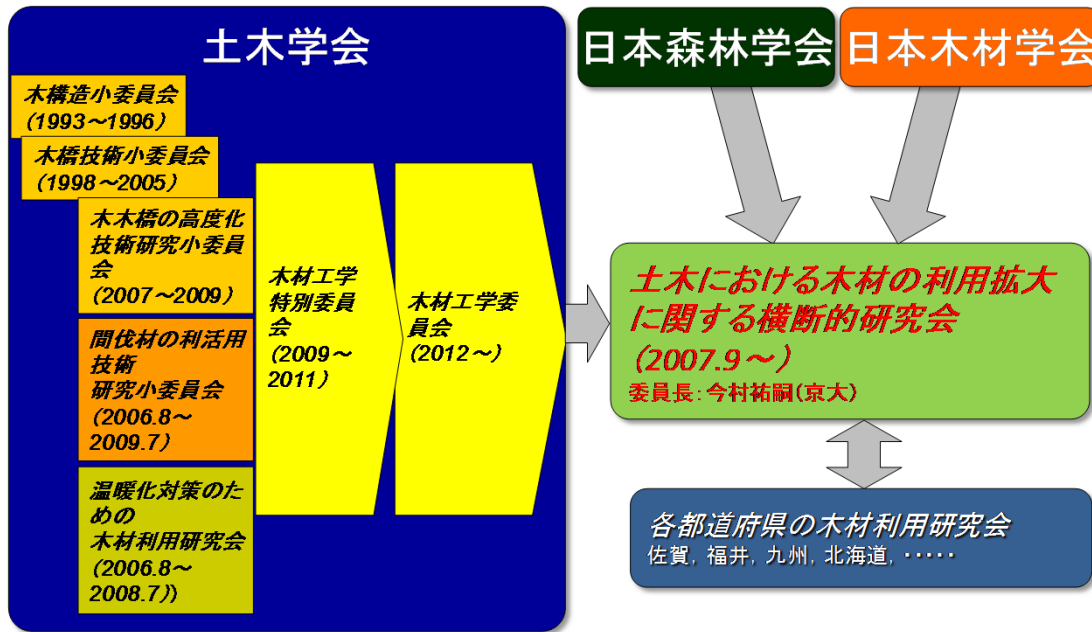 土木学会
木構造小委員会
(1993～1996)
木橋技術小委員会
(1998～2005)
木木橋の高度化
技術研究小委員
会
(2007～2009)
間伐材の利活用
技術
研究小委員会
(2006.8～
2009.7)
温暖化対策のた
めの
木材利用研究会
(2006.8～
2008.7))
木材工学
特別委員
会
(2009～
2011)
木材工学委
員会
(2012～)
日本森林学会
日本木材学会
土木における木材の利用拡大
に関する横断的研究会
(2007.9～)
委員長：今村祐嗣(京大)
各都道府県の木材利用研究会
佐賀, 福井, 九州, 北海道, ・・・・・